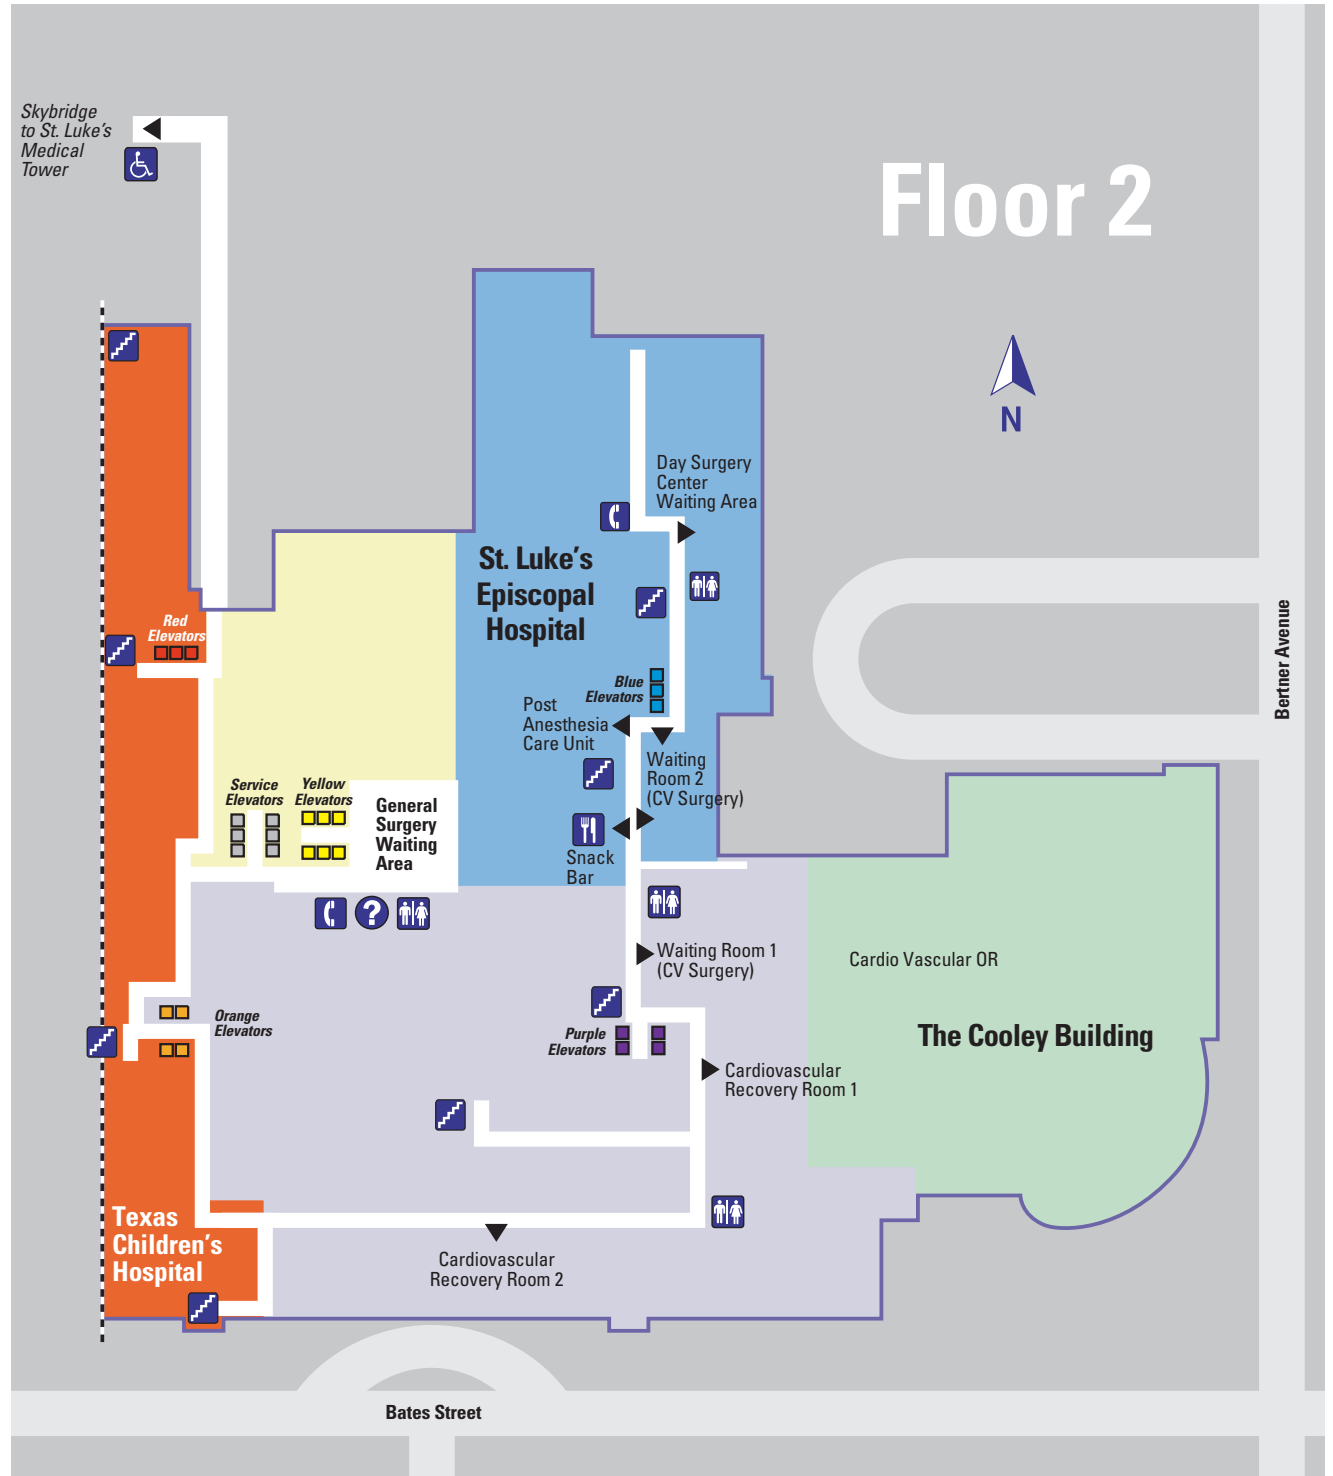 Skybridge
to St. Luke's
Medical
Tower
Floor 2
N
Day Surgery
Center
Waiting Area
St. Luke's
Episcopal
Hospital
Bertner Avenue
Red
Elevators
Blue
Elevators
Post
Anesthesia
Care Unit
Waiting
Room 2
(CV Surgery)
Service
Elevators
Yellow
Elevators
General
Surgery
Waiting
Area
Snack
Bar
?
Waiting Room 1
(CV Surgery)
Cardio Vascular OR
Orange
Elevators
Purple
Elevators
The Cooley Building
Cardiovascular
Recovery Room 1
Texas
Children's
Hospital
Cardiovascular
Recovery Room 2
Bates Street